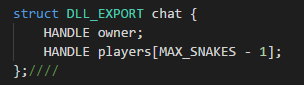 struct DLL_EXPORT chat {
    HANDLE owner;
    HANDLE players[MAX_SNAKES - 1];
};////